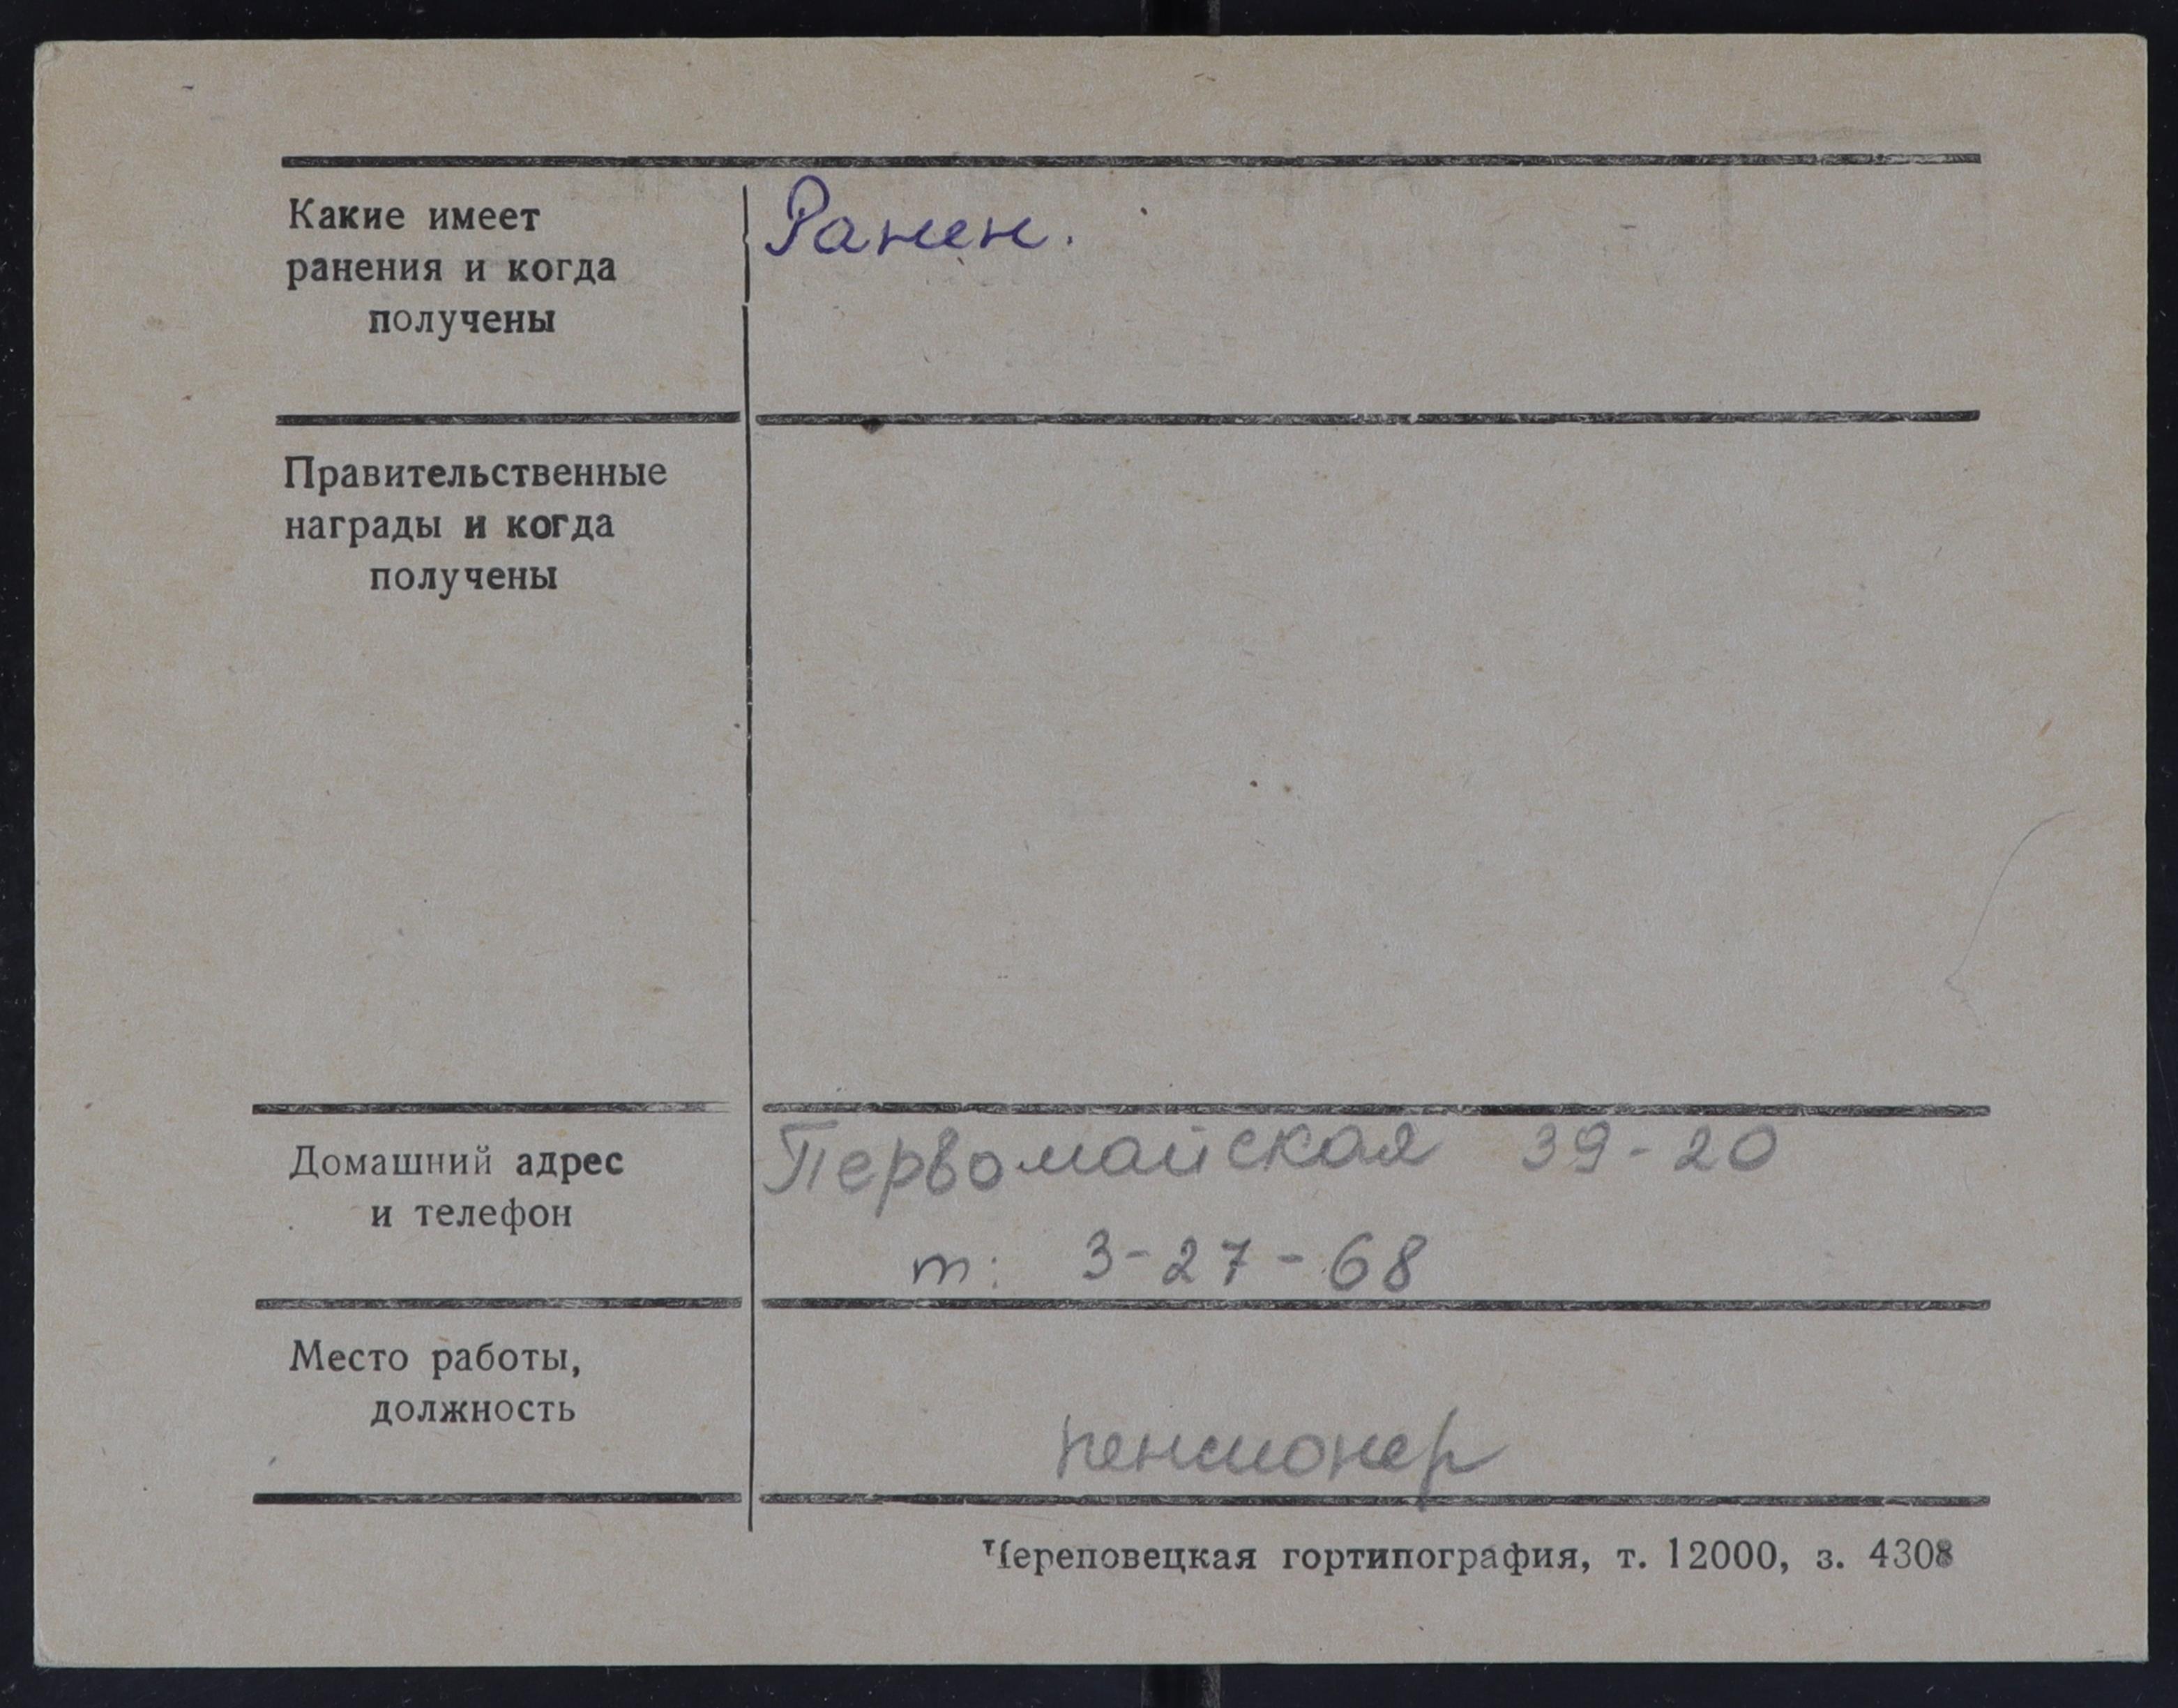 Какие имеет
ранения и когда
получены
Ранен.
Правительственные
награды и когда
получены
Домашний адрес
и телефон
Первомайская 39-20
т: 3-27-68
Место работы,
должность
пенсионер
Череповецкая гортипография, т. 12000, з. 4308